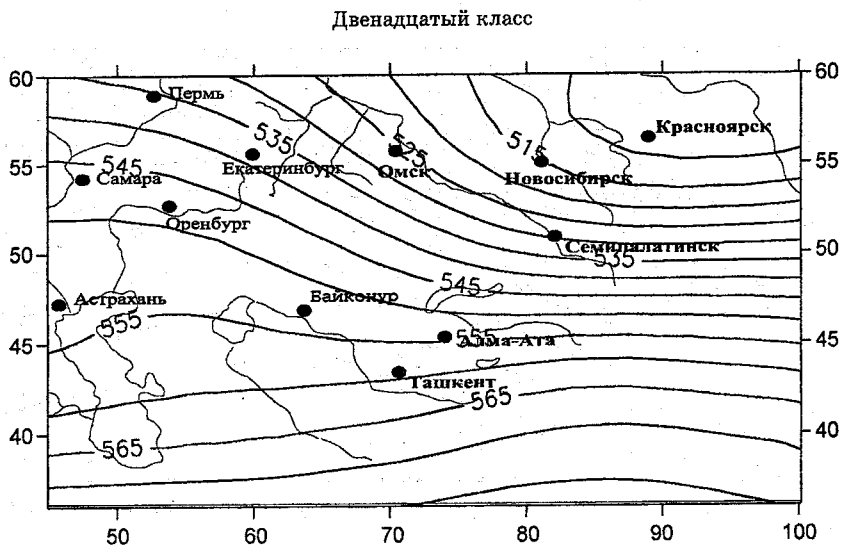 Двенадцатый класс
60
60
Пермь
Красноярск
535
515
525
55
545
Екатеринбург
Омск
Новосибирск
55
Самара
Оренбург
50
Семипалатинск
50
535
545
Астрахань
Байконур
555
45
555
Алма-Ата
45
Ташкент
565
40
565
40
50
60
70
80
90
100